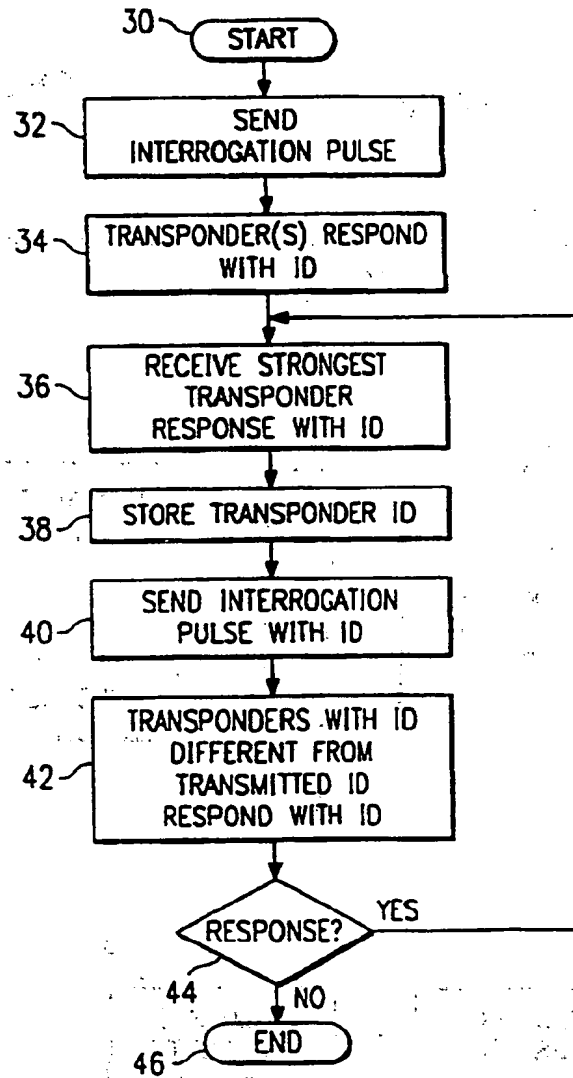 30
START
32
SEND
INTERROGATION PULSE
34
TRANSPONDER(S) RESPOND
WITH ID
36
RECEIVE STRONGEST
TRANSPONDER
RESPONSE WITH ID
38
STORE TRANSPONDER ID
40
SEND INTERROGATION
PULSE WITH ID
42
TRANSPONDERS WITH ID
DIFFERENT FROM
TRANSMITTED ID
RESPOND WITH ID
RESPONSE?
YES
44
NO
END
46